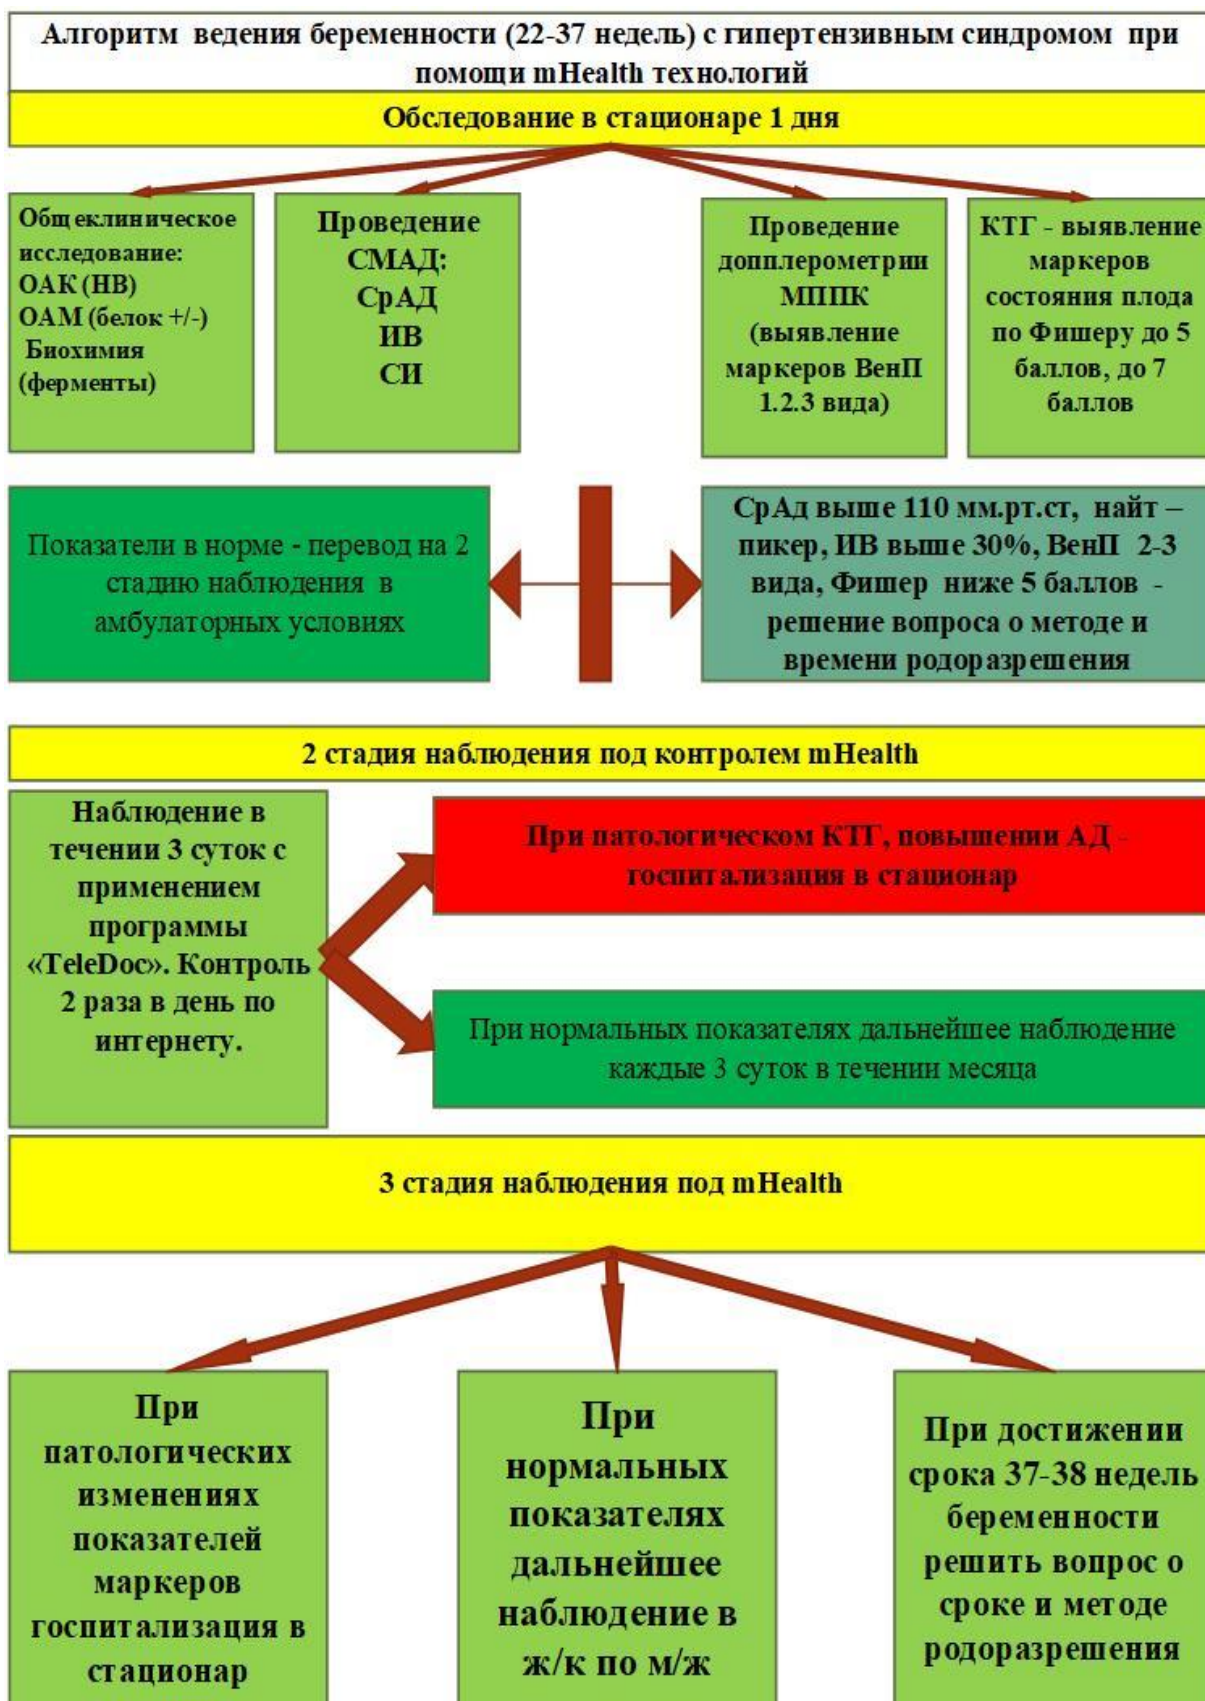 Алгоритм ведения беременности (22-37 недель) с гипертензивным синдромом при
помощи mHealth технологий
Обследование в стационаре 1 дня
Общеклиническое
исследование:
ОАК (НВ)
ОАМ (белок +/-)
Биохимия
(ферменты)
Проведение
СМАД:
СрАД
ИВ
СИ
Проведение
допплерометрии
МППК
(выявление
маркеров ВенП
1.2.3 вида)
КТГ - выявление
маркеров
состояния плода
по Фишеру до 5
баллов, до 7
баллов
Показатели в норме - перевод на 2
стадию наблюдения в
амбулаторных условиях
СрАд выше 110 мм.рт.ст, найт –
пикер, ИВ выше 30%, ВенП 2-3
вида, Фишер ниже 5 баллов -
решение вопроса о методе и
времени родоразрешения
2 стадия наблюдения под контролем mHealth
Наблюдение в
течении 3 суток с
применением
программы
«TeleDoc». Контроль
2 раза в день по
интернету.
При патологическом КТГ, повышении АД -
госпитализация в стационар
При нормальных показателях дальнейшее наблюдение
каждые 3 суток в течении месяца
3 стадия наблюдения под mHealth
При
патологических
изменениях
показателей
маркеров
госпитализация в
стационар
При
нормальных
показателях
дальнейшее
наблюдение в
ж/к по м/ж
При достижении
срока 37-38 недель
беременности
решить вопрос о
сроке и методе
родоразрешения